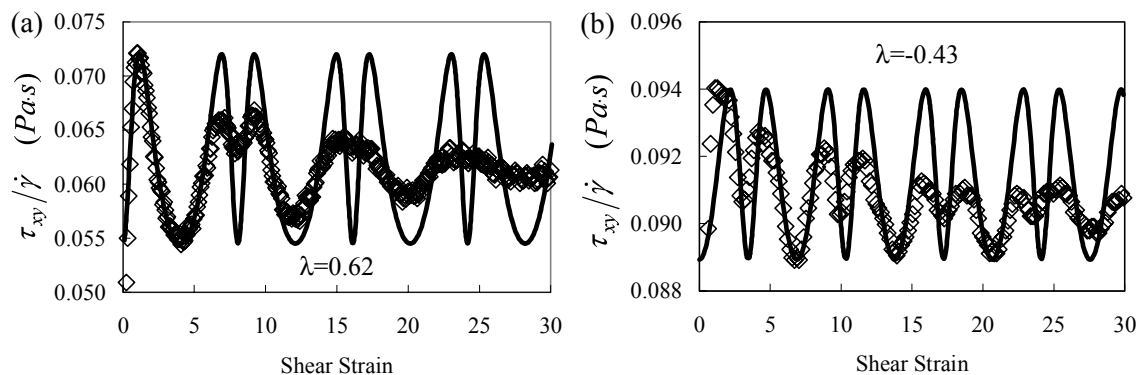 (a)
0.075
0.070
0.065
0.060
0.055
0.050
τxy/γ̇ (Pa·s)
λ=0.62
0 5 10 15 20 25 30
Shear Strain
(b)
0.096
0.094
0.092
0.090
0.088
τxy/γ̇ (Pa·s)
λ=-0.43
0 5 10 15 20 25 30
Shear Strain